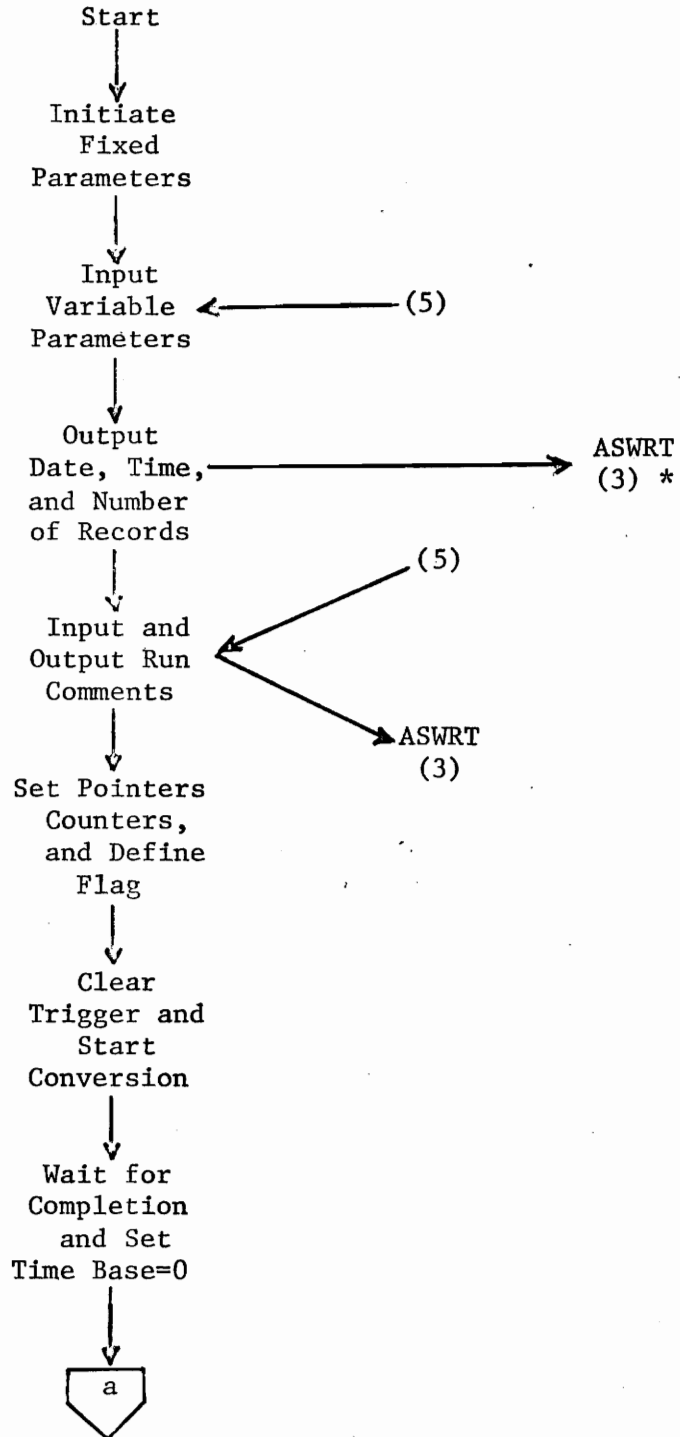 Start
Initiate
Fixed
Parameters
Input
Variable
Parameters
(5)
Output
Date, Time,
and Number
of Records
ASWRT
(3) *
(5)
Input and
Output Run
Comments
ASWRT
(3)
Set Pointers
Counters,
and Define
Flag
Clear
Trigger and
Start
Conversion
Wait for
Completion
and Set
Time Base=0
a